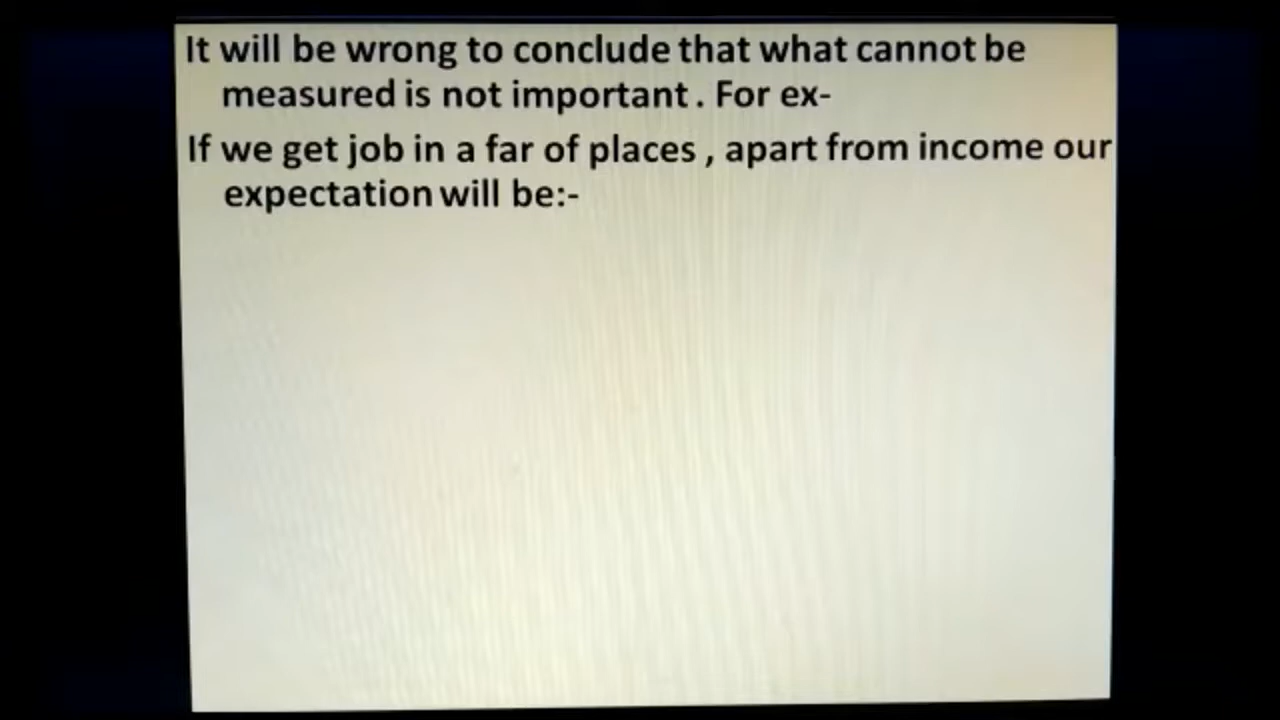 It will be wrong to conclude that what cannot be
measured is not important . For ex-
If we get job in a far of places , apart from income our
expectation will be:-